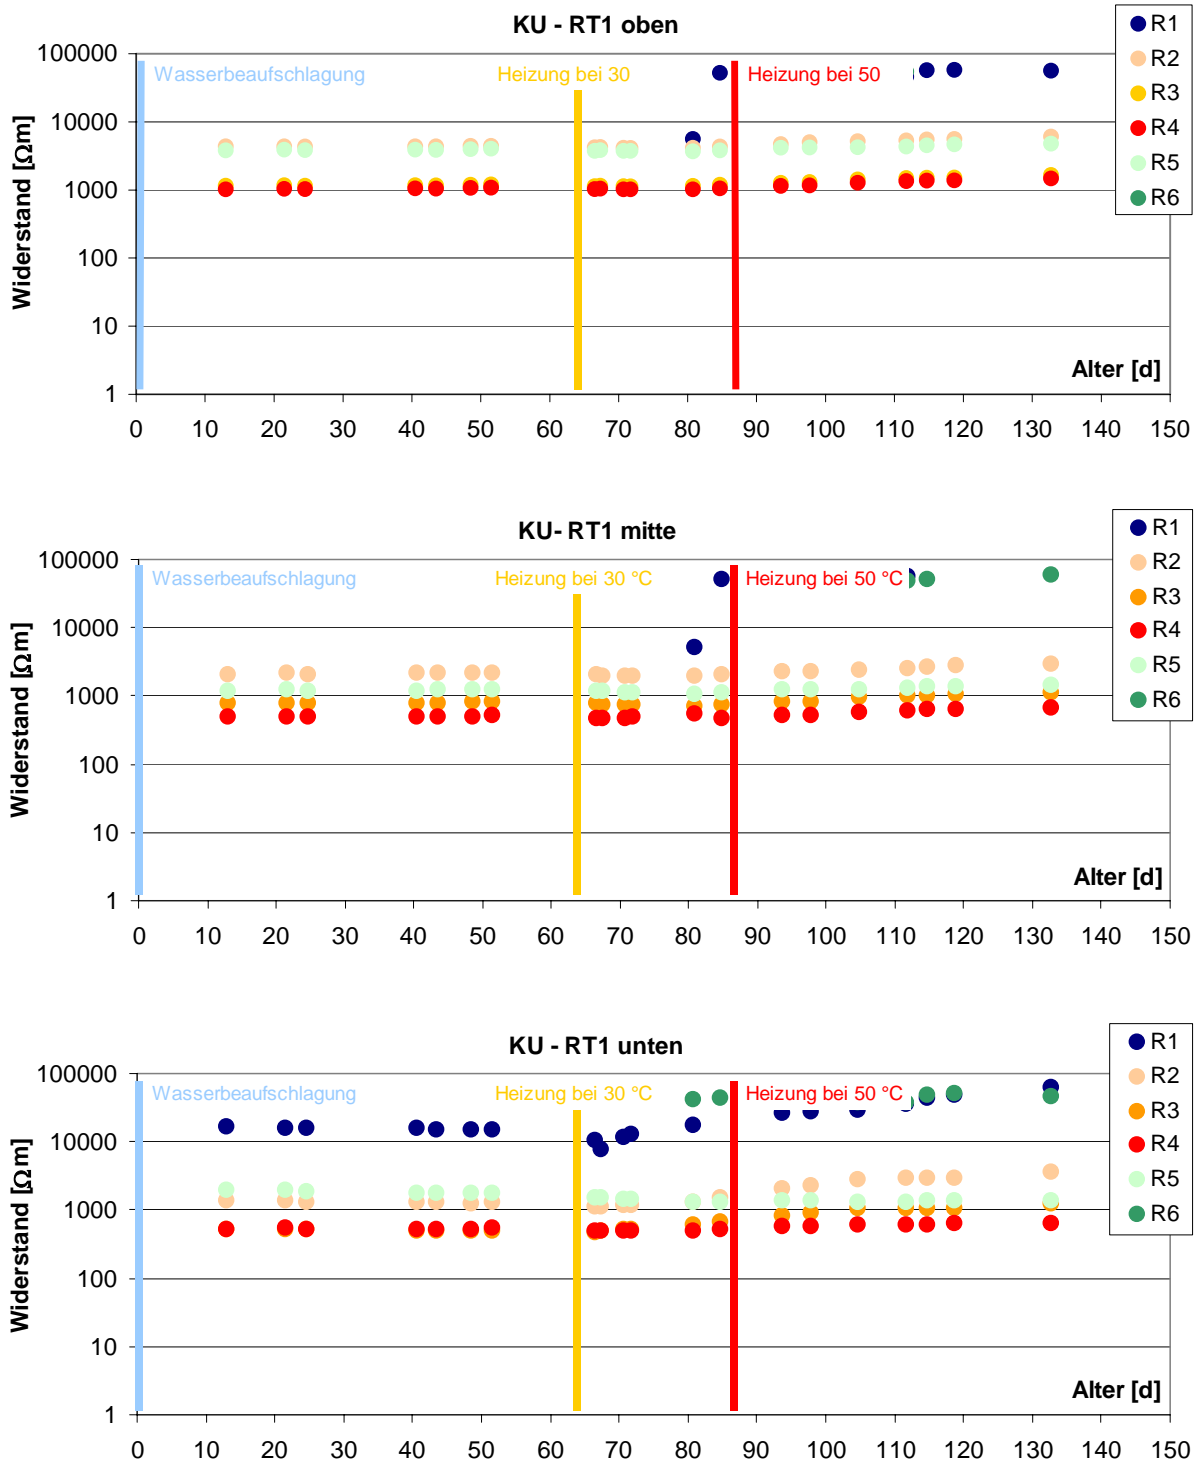 KU - RT1 oben
Widerstand [Ωm]
100000
10000
1000
100
10
1
Wasserbeaufschlagung
Heizung bei 30
Heizung bei 50
Alter [d]
0 10 20 30 40 50 60 70 80 90 100 110 120 130 140 150
R1
R2
R3
R4
R5
R6
KU- RT1 mitte
Widerstand [Ωm]
100000
10000
1000
100
10
1
Wasserbeaufschlagung
Heizung bei 30 °C
Heizung bei 50 °C
Alter [d]
0 10 20 30 40 50 60 70 80 90 100 110 120 130 140 150
R1
R2
R3
R4
R5
R6
KU - RT1 unten
Widerstand [Ωm]
100000
10000
1000
100
10
1
Wasserbeaufschlagung
Heizung bei 30 °C
Heizung bei 50 °C
Alter [d]
0 10 20 30 40 50 60 70 80 90 100 110 120 130 140 150
R1
R2
R3
R4
R5
R6